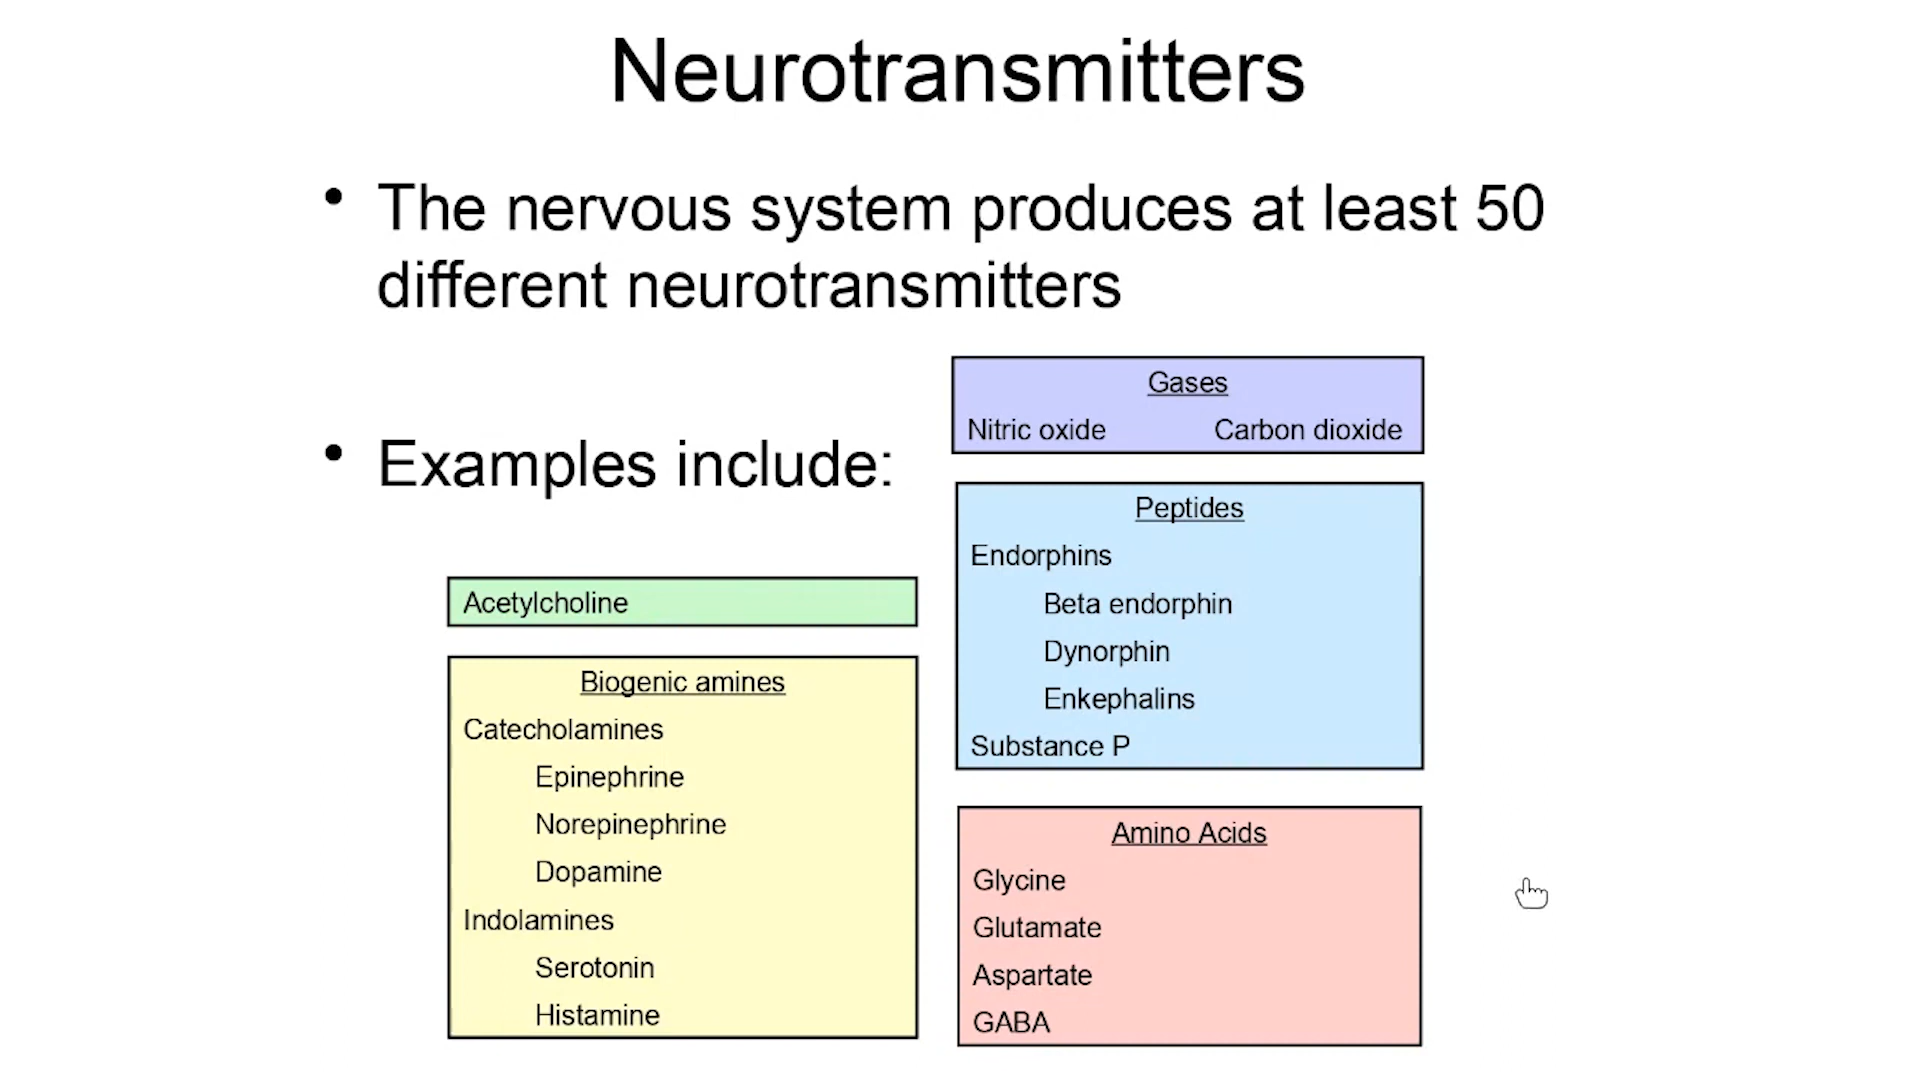 Neurotransmitters
• The nervous system produces at least 50
different neurotransmitters
• Examples include:
Acetylcholine
Biogenic amines
Catecholamines
Epinephrine
Norepinephrine
Dopamine
Indolamines
Serotonin
Histamine
Gases
Nitric oxide Carbon dioxide
Peptides
Endorphins
Beta endorphin
Dynorphin
Enkephalins
Substance P
Amino Acids
Glycine
Glutamate
Aspartate
GABA